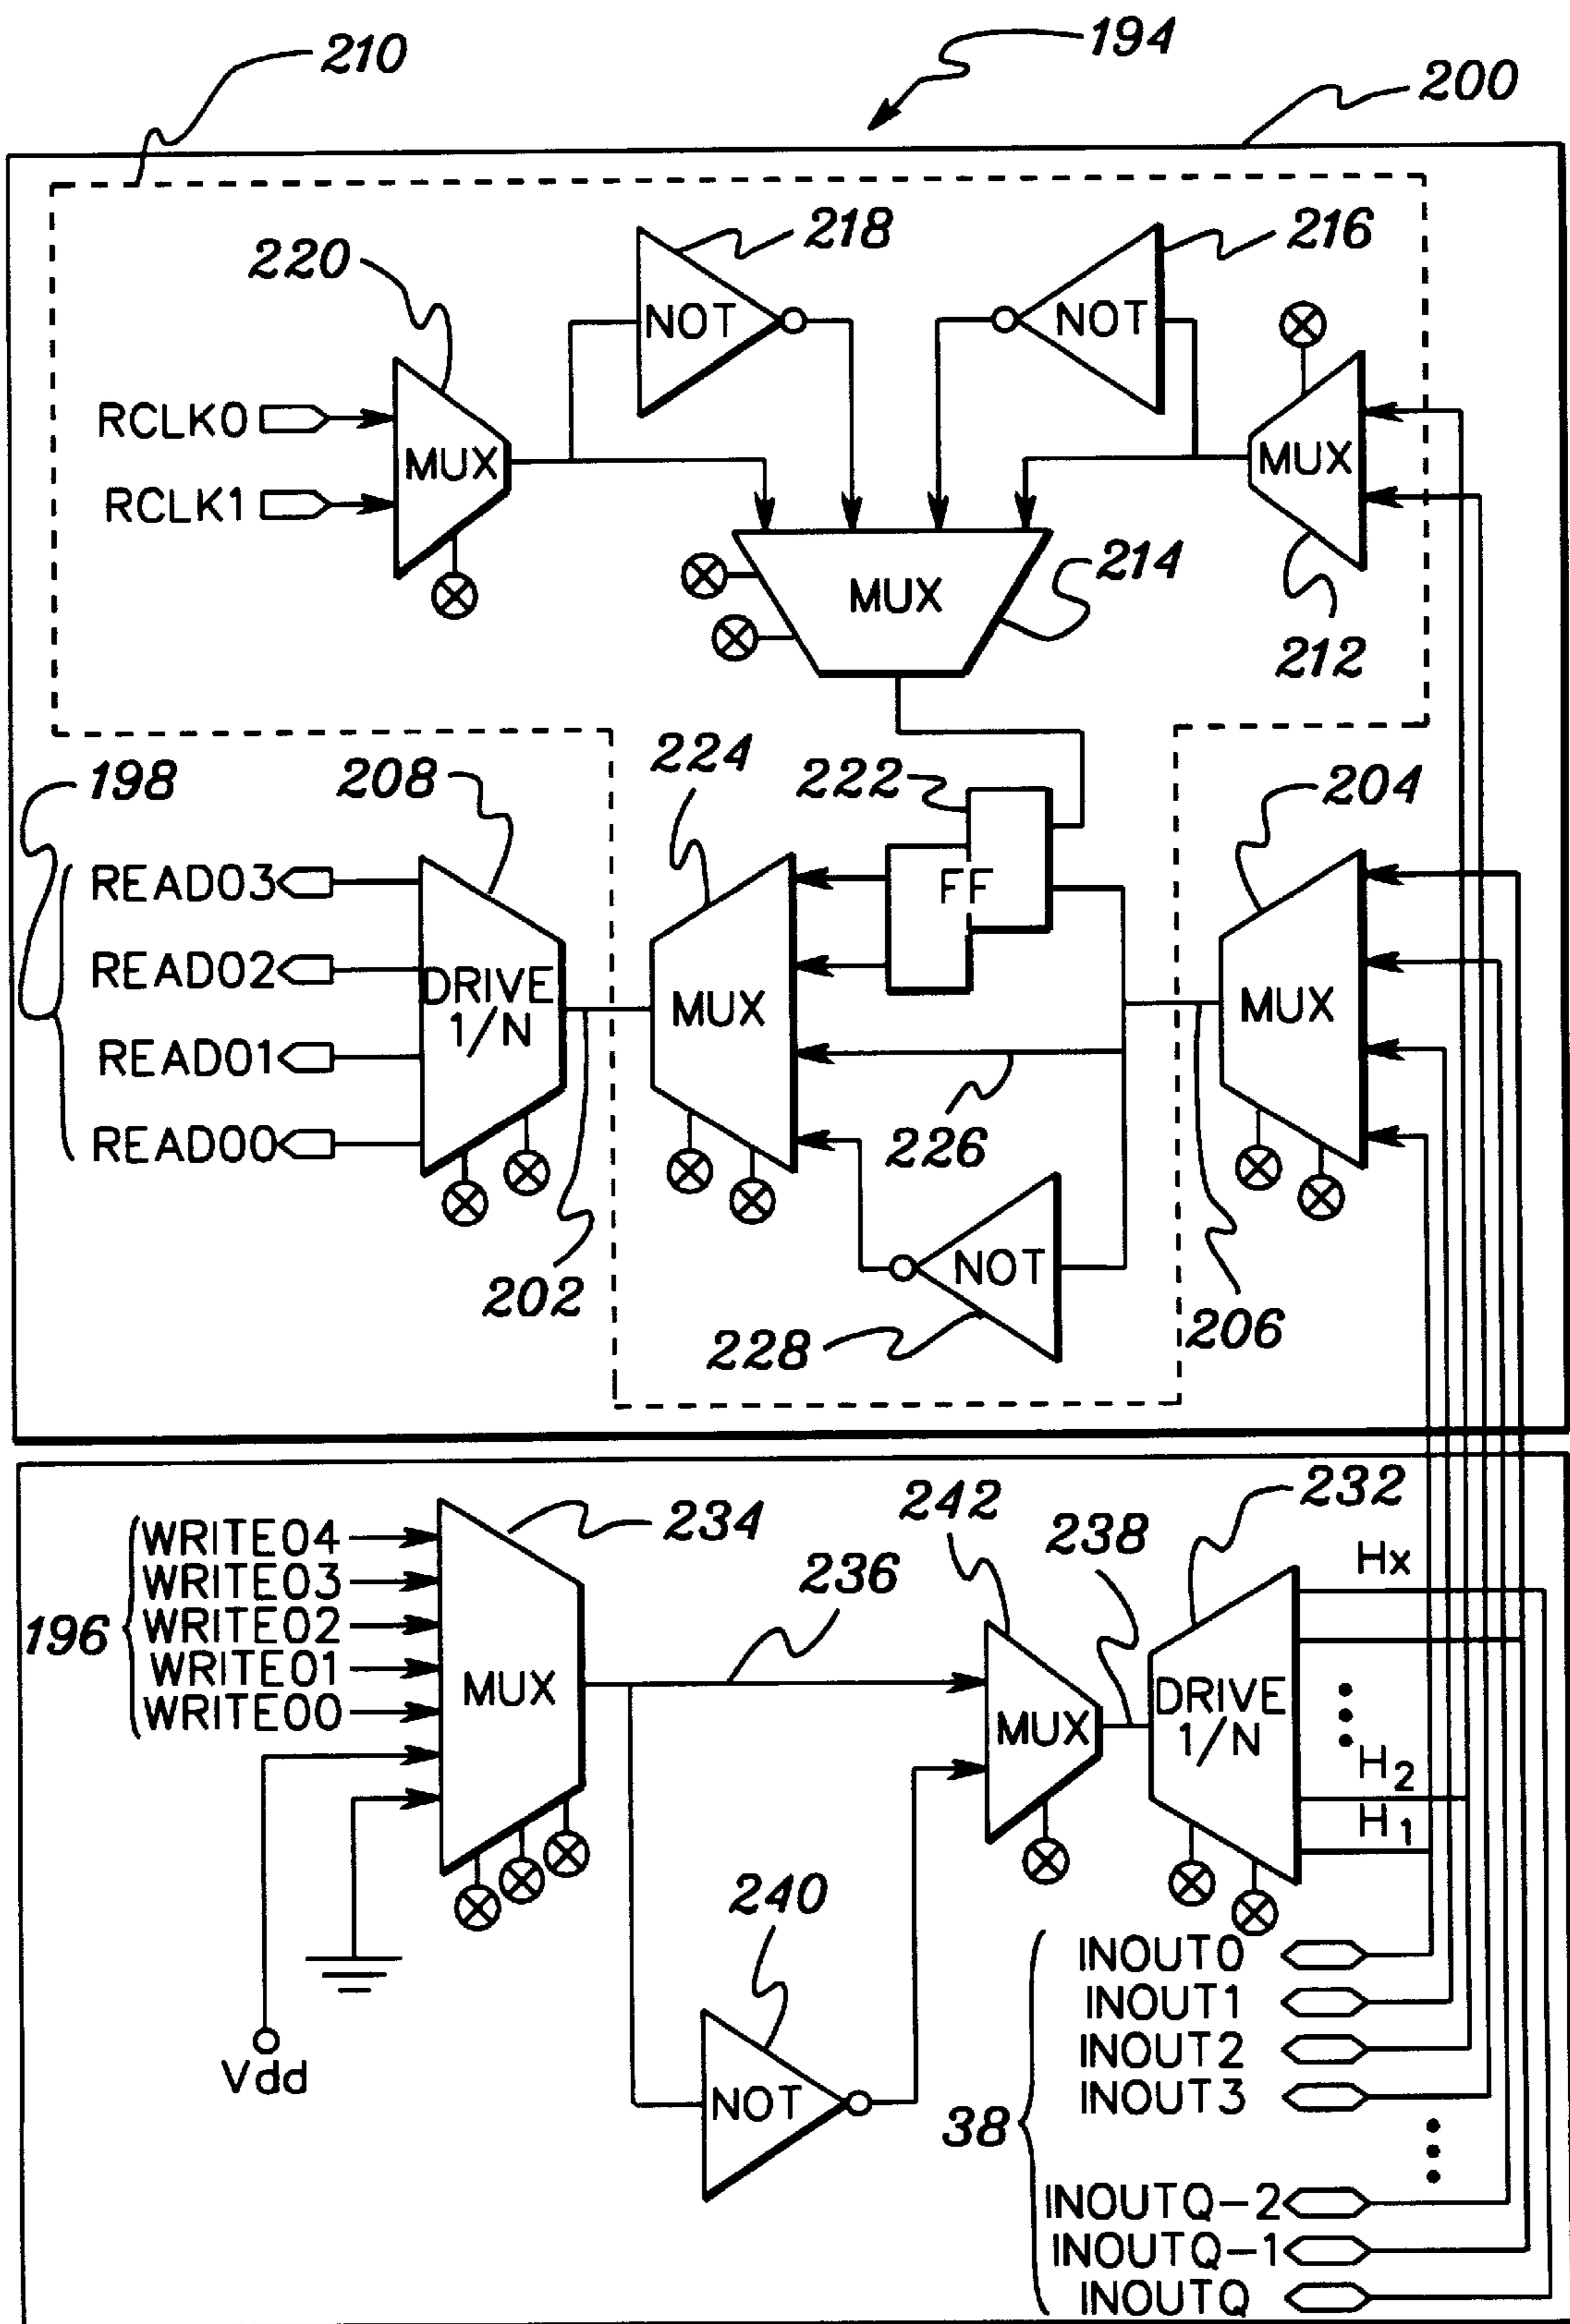 194
210
200
218
216
220
NOT
NOT
RCLK0
MUX
MUX
RCLK1
214
MUX
212
224
198
208
222
204
READ03
FF
READ02
DRIVE
1/N
MUX
MUX
READ01
226
READ00
NOT
202
206
228
242
232
234
238
WRITE04
Hx
WRITE03
236
196
WRITE02
WRITE01
MUX
DRIVE
1/N
WRITE00
MUX
H2
H1
240
INOUT0
INOUT1
INOUT2
Vdd
NOT
INOUT3
38
INOUTQ-2
INOUTQ-1
INOUTQ